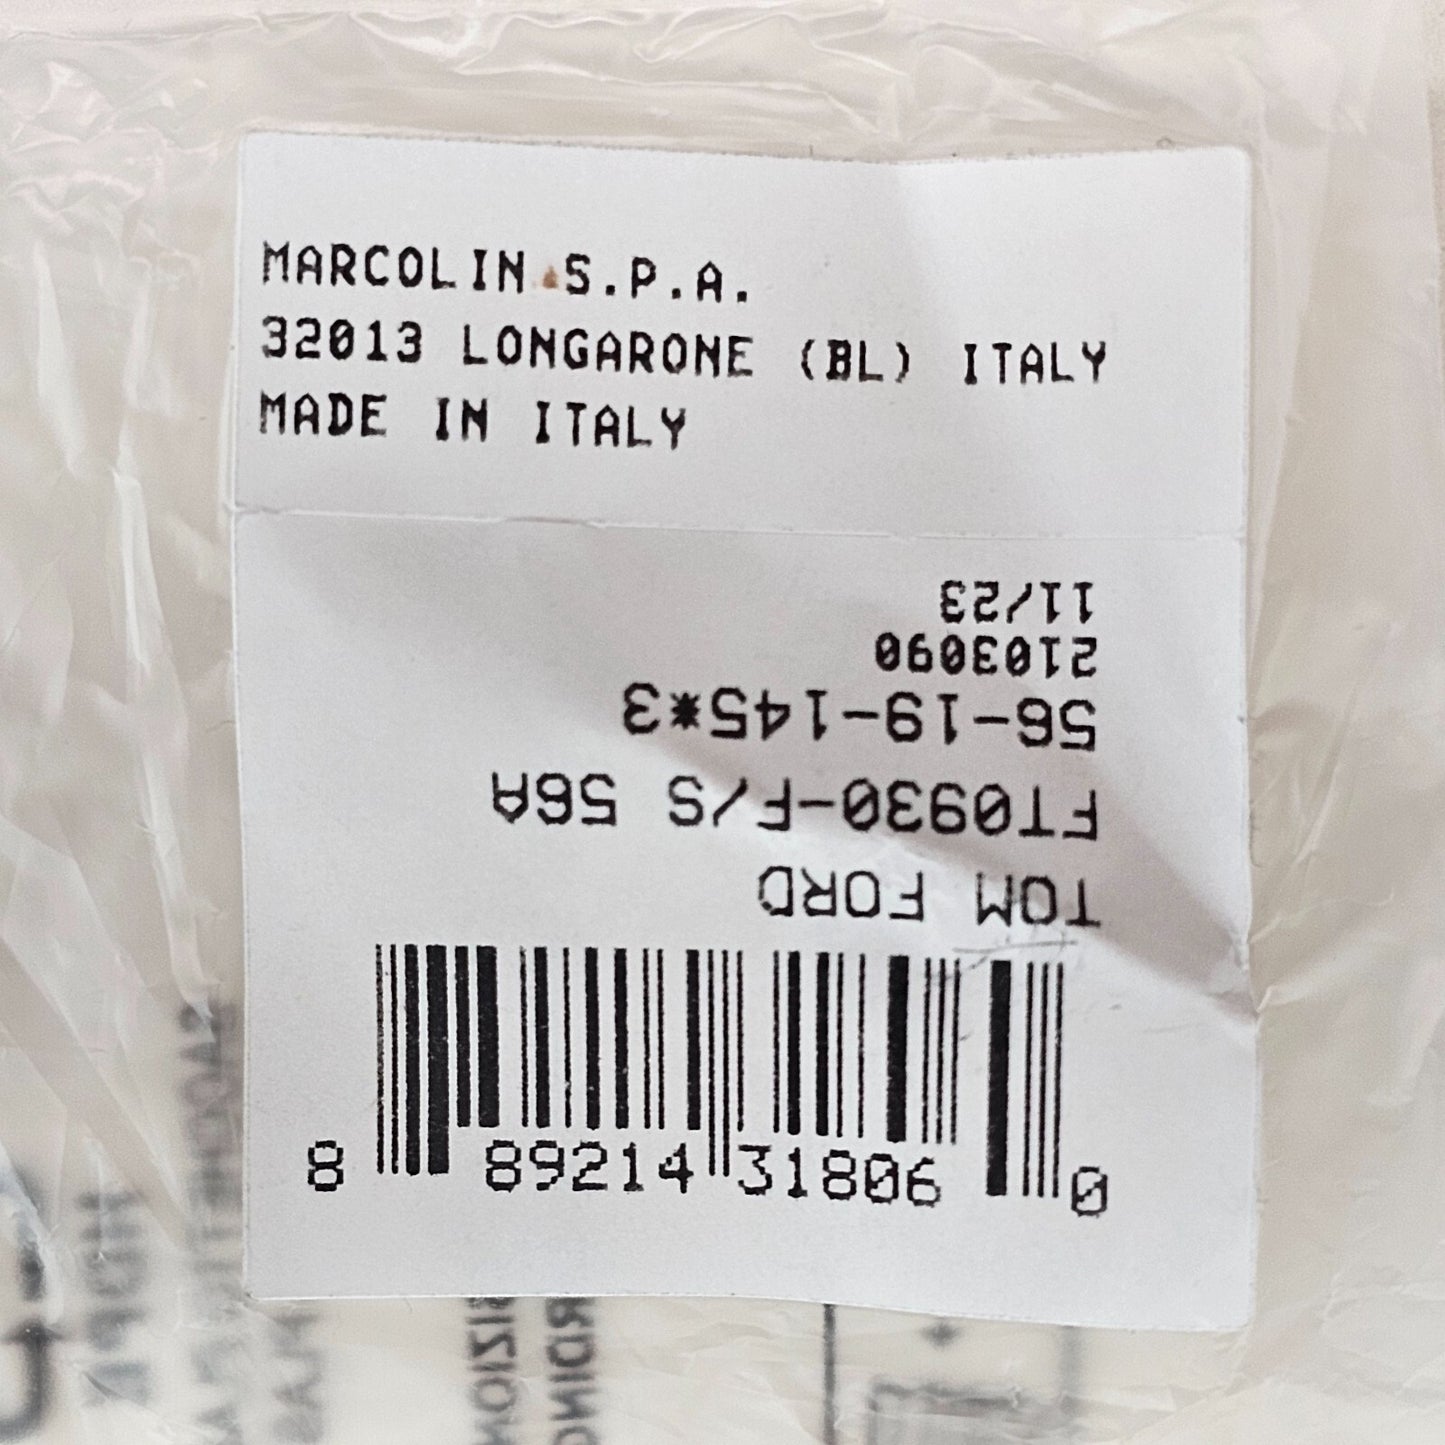 MARCOLIN S.P.A.
32013 LONGARONE (BL) ITALY
MADE IN ITALY
TOM FORD
FT0930-F/S 56A
56-19-145*3
2103090
11/23
8 89214 31806 0